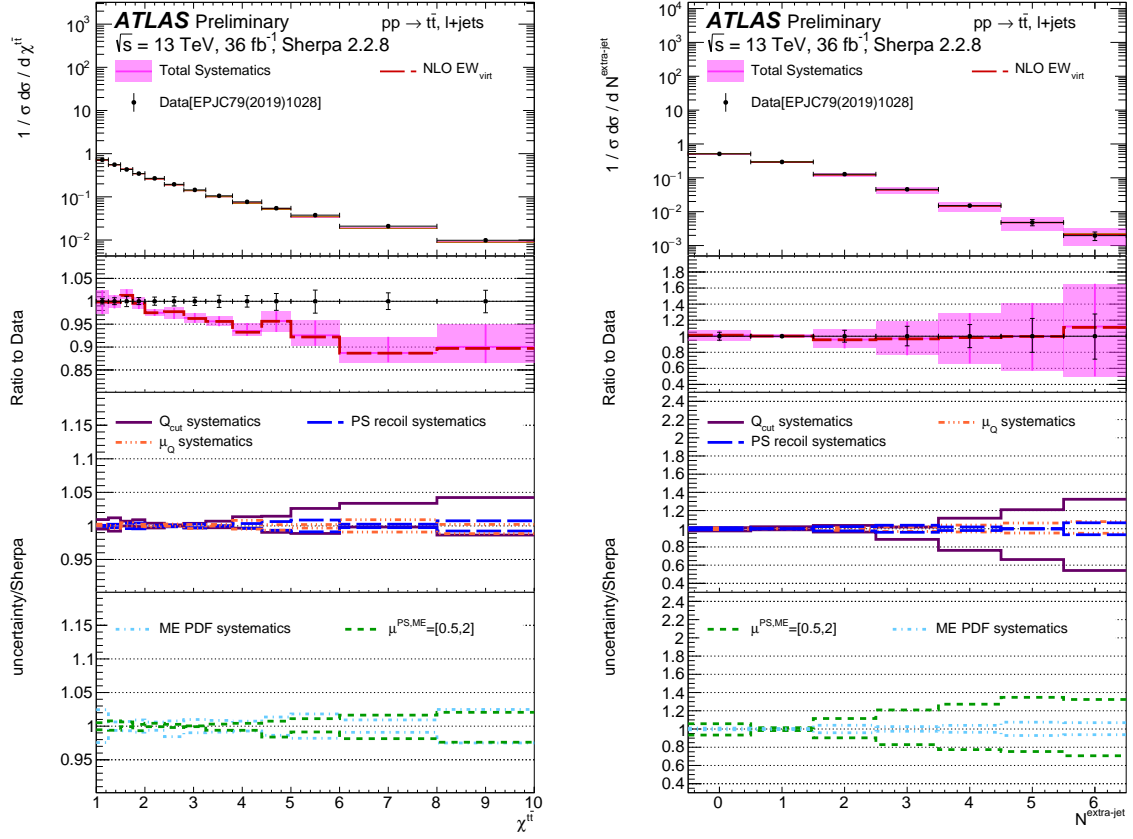 ATLAS Preliminary pp → tt̄, l+jets
√s = 13 TeV, 36 fb⁻¹, Sherpa 2.2.8
Total Systematics NLO EW_virt
Data[EPJC79(2019)1028]
1 / σ dσ / d χ^tt̄
10³
10²
10
1
10⁻¹
10⁻²
Ratio to Data
1.05
1
0.95
0.9
0.85
Q_cut systematics PS recoil systematics
μ_Q systematics
1.15
1.1
1.05
1
0.95
uncertainty/Sherpa
ME PDF systematics μ^PS,ME=[0.5,2]
1.15
1.1
1.05
1
0.95
1 2 3 4 5 6 7 8 9 10
χ^tt̄
ATLAS Preliminary pp → tt̄, l+jets
√s = 13 TeV, 36 fb⁻¹, Sherpa 2.2.8
Total Systematics NLO EW_virt
Data[EPJC79(2019)1028]
1 / σ dσ / d N^extra-jet
10⁴
10³
10²
10
1
10⁻¹
10⁻²
10⁻³
Ratio to Data
1.8
1.6
1.4
1.2
1.0
0.8
0.6
0.4
Q_cut systematics μ_Q systematics
PS recoil systematics
2.4
2.2
2
1.8
1.6
1.4
1.2
1
0.8
0.6
0.4
uncertainty/Sherpa
μ^PS,ME=[0.5,2] ME PDF systematics
2.4
2.2
2
1.8
1.6
1.4
1.2
1
0.8
0.6
0.4
0 1 2 3 4 5 6
N^extra-jet